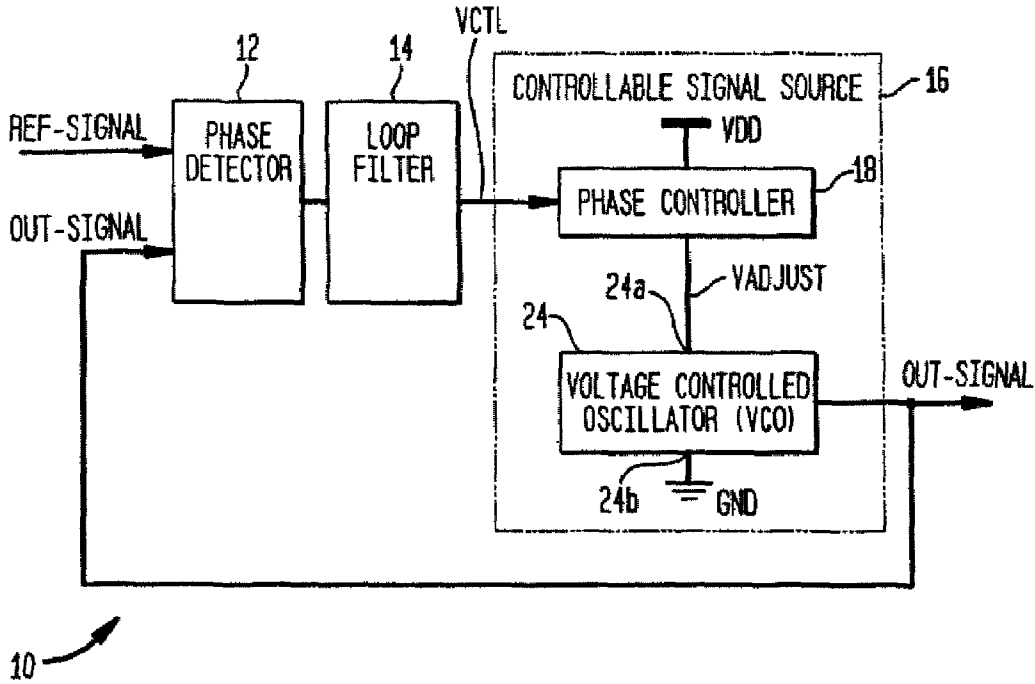 VCTL
12
14
CONTROLLABLE SIGNAL SOURCE
16
REF-SIGNAL
PHASE
DETECTOR
LOOP
FILTER
VDD
18
PHASE CONTROLLER
OUT-SIGNAL
24a
VADJUST
24
VOLTAGE CONTROLLED
OSCILLATOR (VCO)
OUT-SIGNAL
24b
GND
10